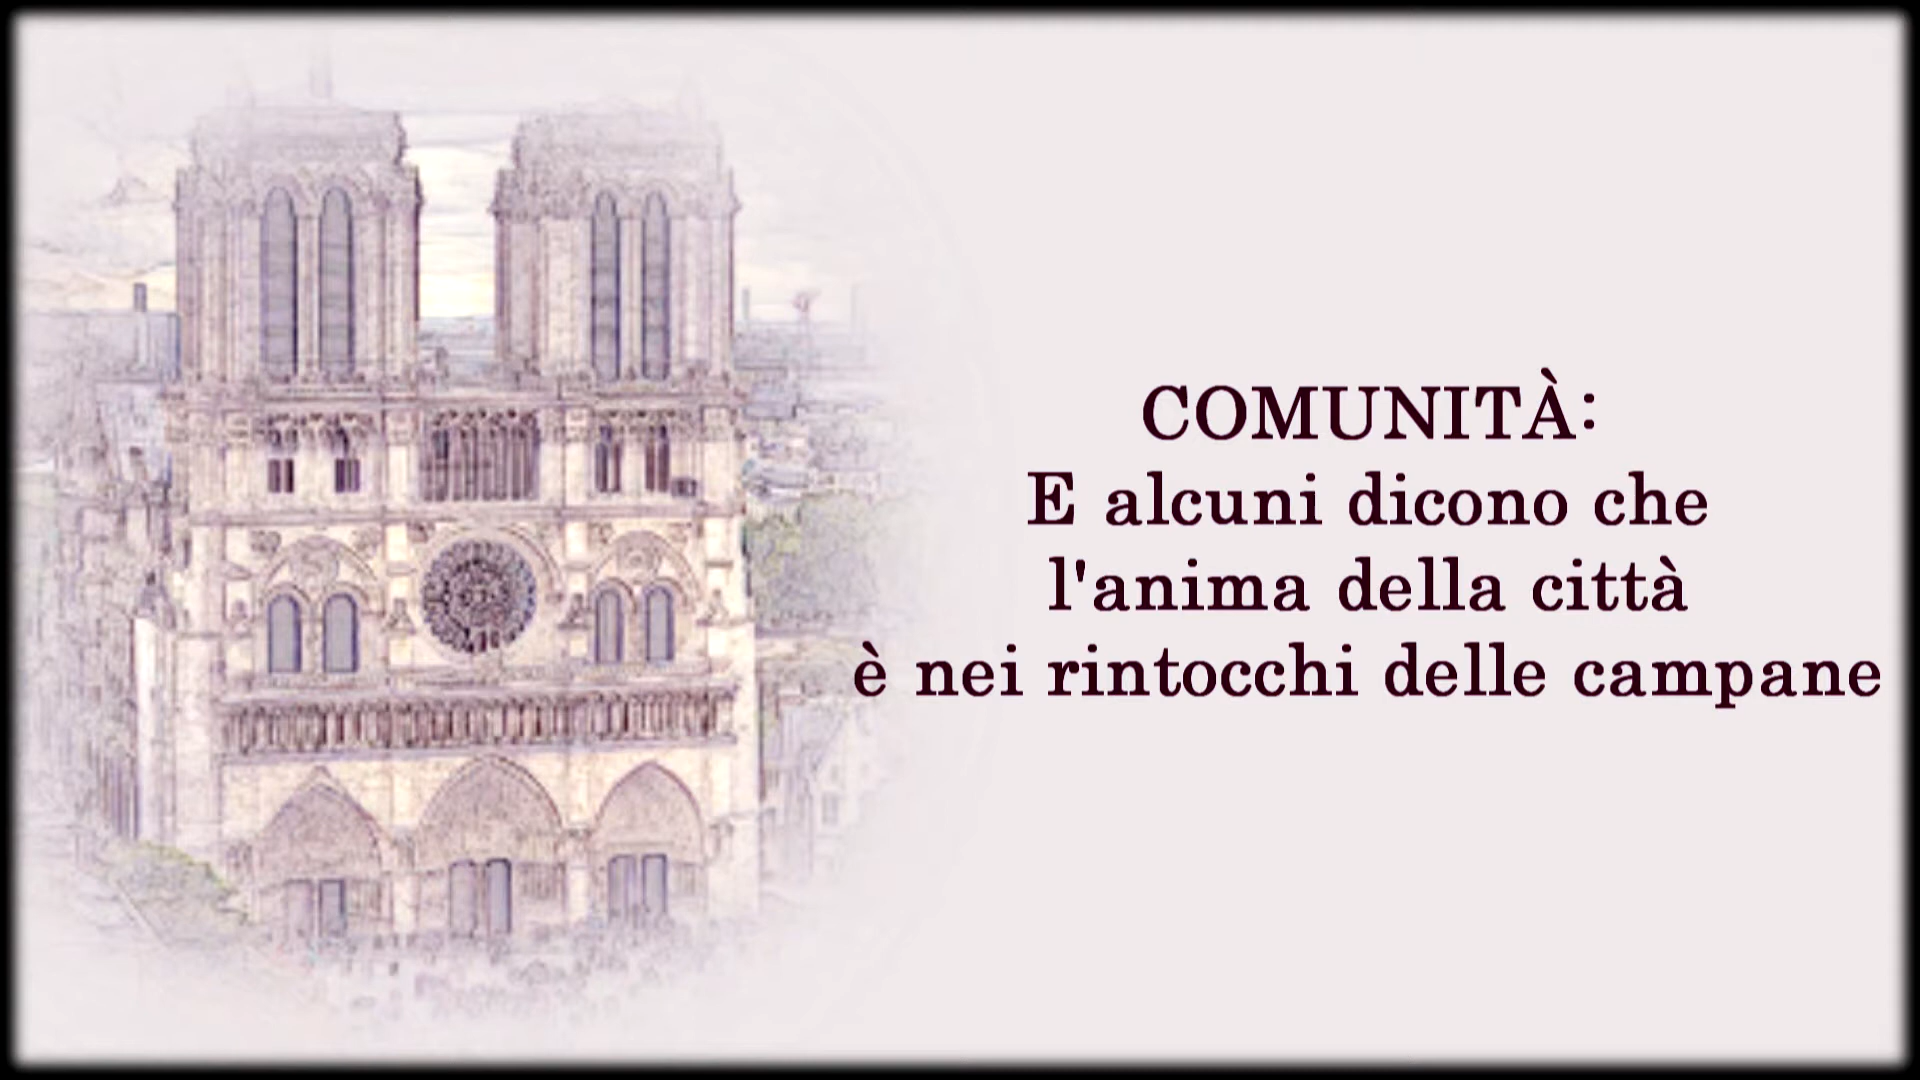 COMUNITÀ:
E alcuni dicono che
l'anima della città
è nei rintocchi delle campane